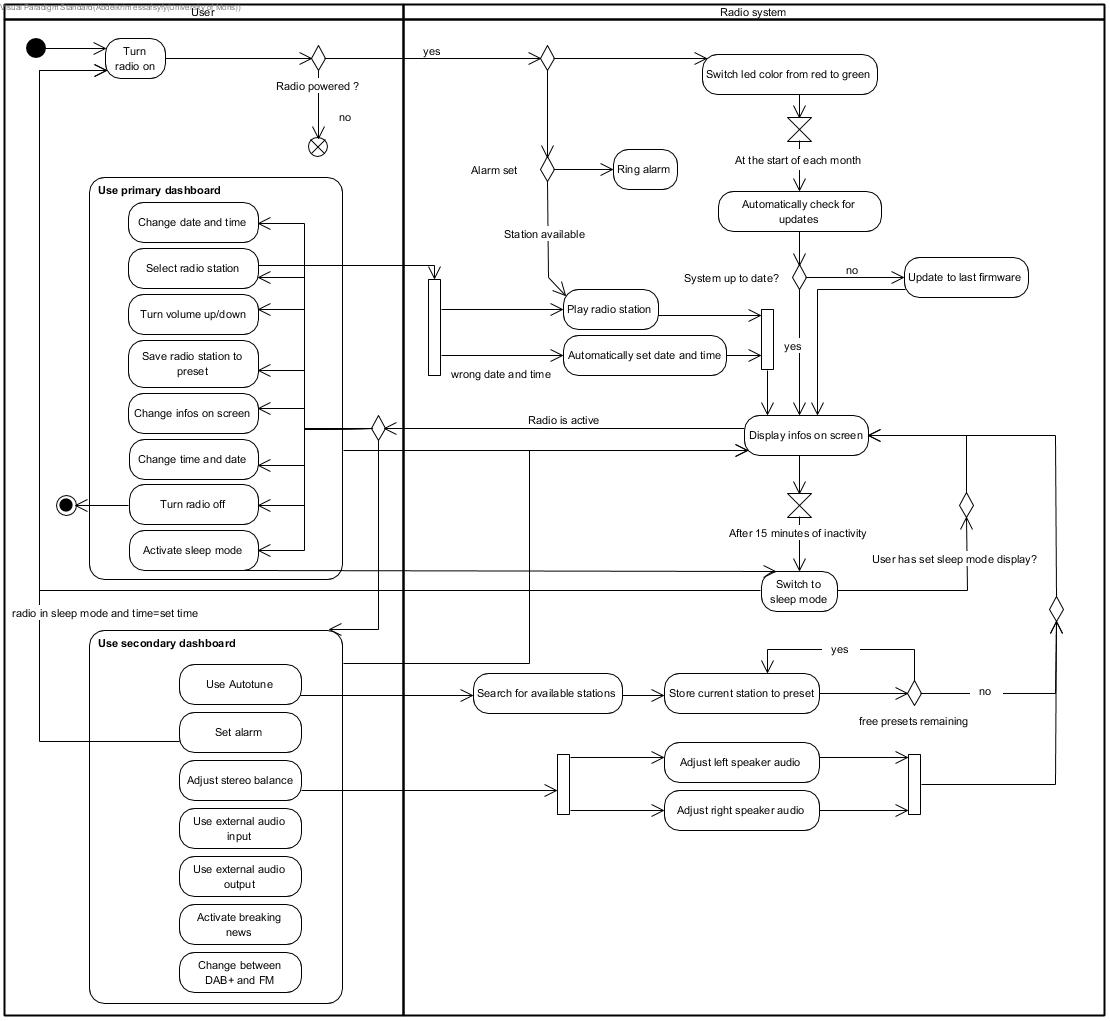 Visual Paradigm Standard(Abdelkhim essarsyly(University of Mons))
User
Radio system
Turn
radio on
yes
Radio powered ?
no
Switch led color from red to green
Alarm set
Ring alarm
At the start of each month
Automatically check for
updates
Station available
System up to date?
no
Update to last firmware
Use primary dashboard
Change date and time
Select radio station
Turn volume up/down
Save radio station to
preset
Change infos on screen
Change time and date
Turn radio off
Activate sleep mode
Play radio station
Automatically set date and time
wrong date and time
yes
Radio is active
Display infos on screen
After 15 minutes of inactivity
User has set sleep mode display?
Switch to
sleep mode
radio in sleep mode and time=set time
Use secondary dashboard
Use Autotune
Set alarm
Adjust stereo balance
Use external audio
input
Use external audio
output
Activate breaking
news
Change between
DAB+ and FM
Search for available stations
Store current station to preset
yes
no
free presets remaining
Adjust left speaker audio
Adjust right speaker audio